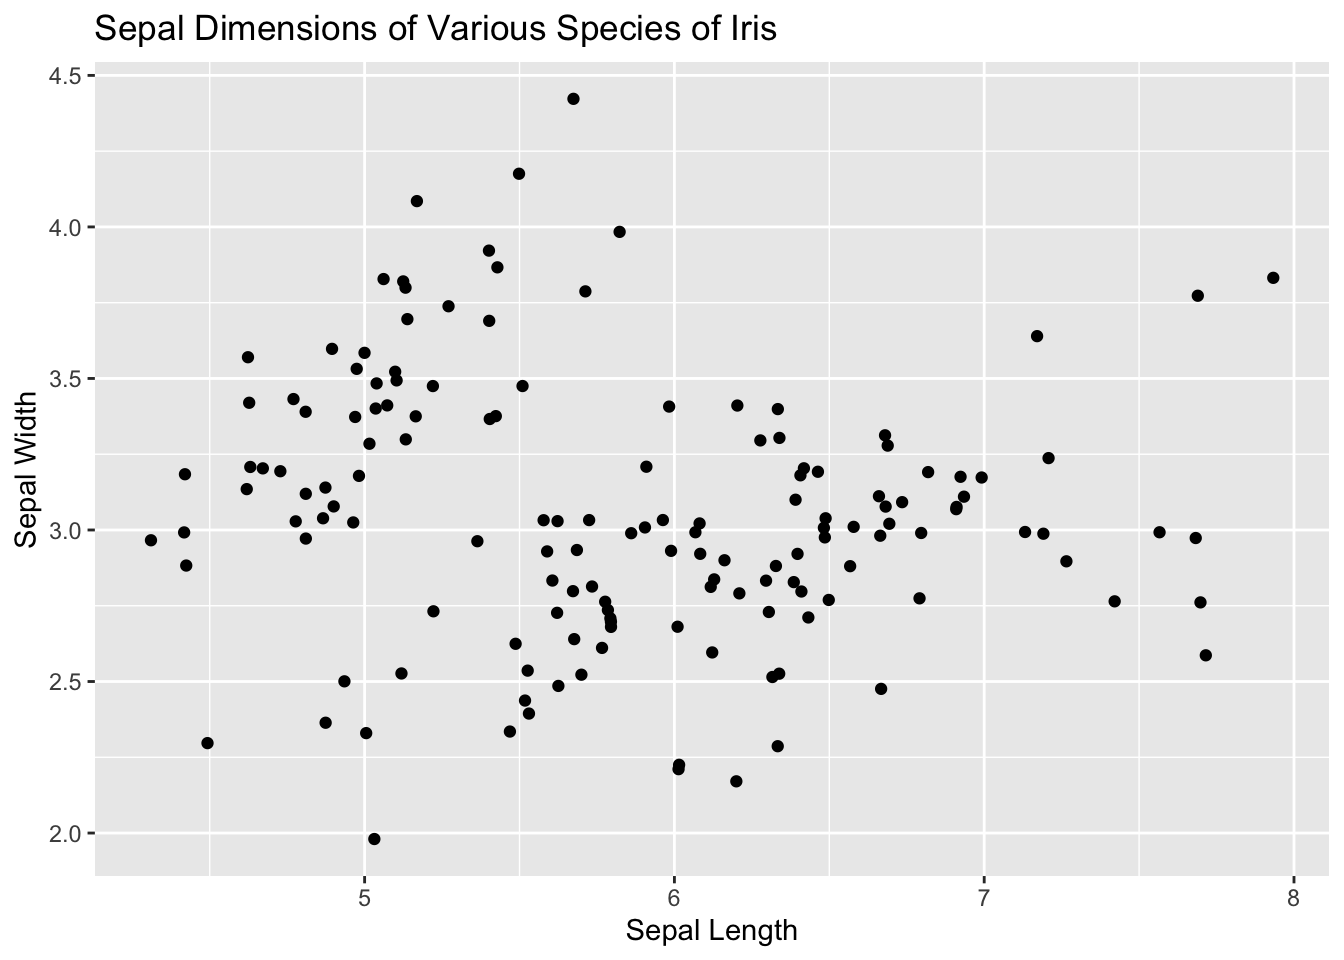 Sepal Dimensions of Various Species of Iris
4.5
4.0
3.5
3.0
2.5
2.0
Sepal Width
5 6 7 8
Sepal Length